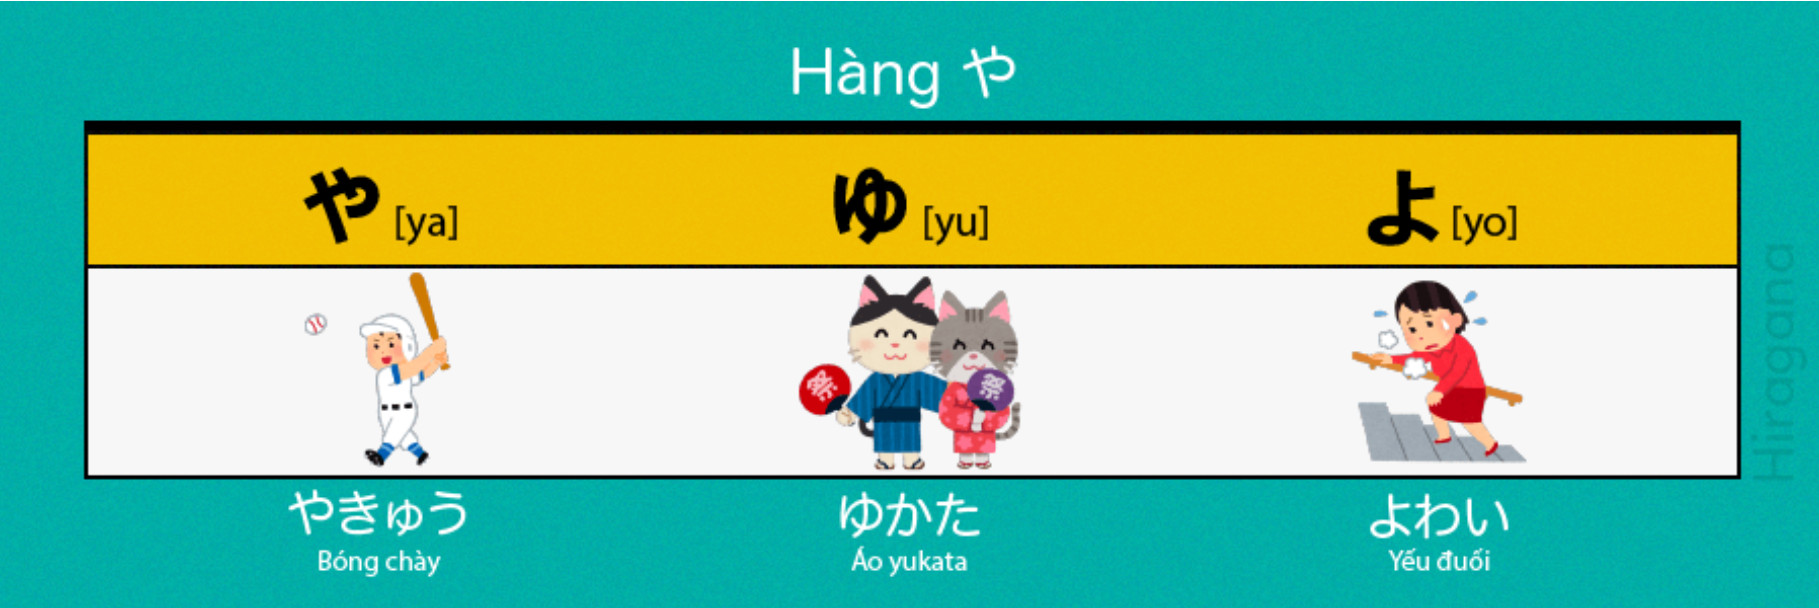 Hàng や
や [ya]
ゆ [yu]
よ [yo]
祭
祭
やきゅう
Bóng chày
ゆかた
Áo yukata
よわい
Yếu đuối
Hiragana